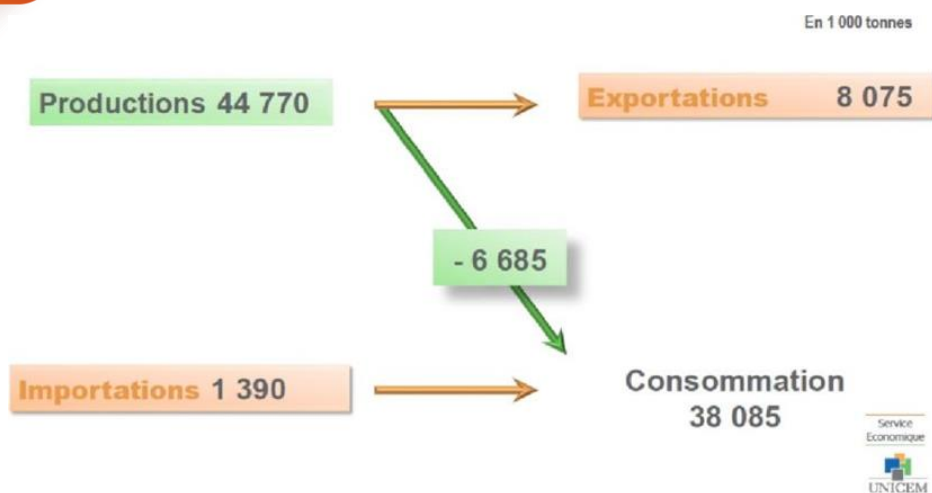 En 1 000 tonnes
Productions 44 770
Exportations 8 075
- 6 685
Importations 1 390
Consommation
38 085
Service
Economique
UNICEM